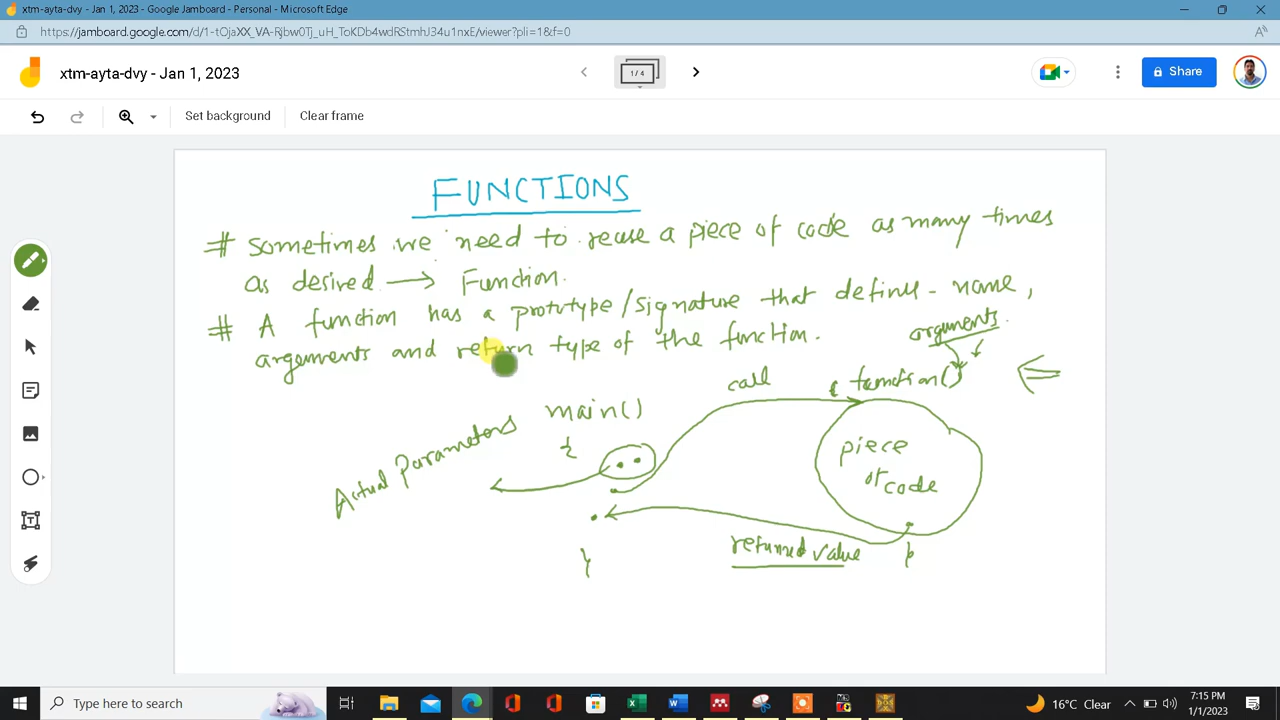 xtm-ayta-dvy - Jan 1, 2023 - Google Jamboard - Personal - Microsoft Edge
https://jamboard.google.com/d/1-tOjaXX_VA-RJbw0Tj_uH_ToKDb4wdRStmhJ34u1nxE/viewer?pli=1&f=0
xtm-ayta-dvy - Jan 1, 2023
1 / 4
Share
Set background
Clear frame
FUNCTIONS
# Sometimes we need to reuse a piece of code as many times
as desired → Function.
# A function has a prototype/signature that defines - name,
arguments and return type of the function.
arguments.
call
function()
main()
{
Actual Parameters
piece
of code
returned value
}
Type here to search
16°C Clear
7:15 PM
1/1/2023